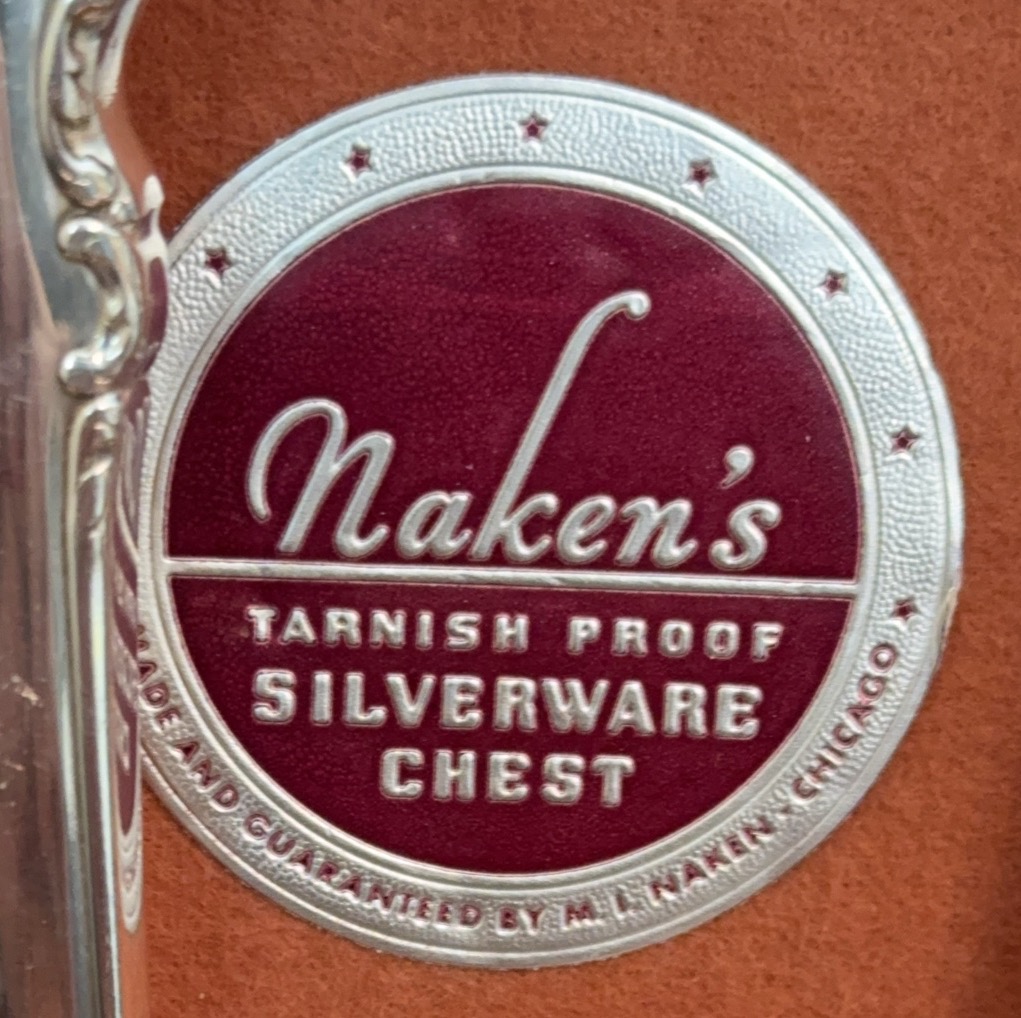 Naken's
TARNISH PROOF
SILVERWARE
CHEST
MADE AND GUARANTEED BY M. I. NAKEN - CHICAGO